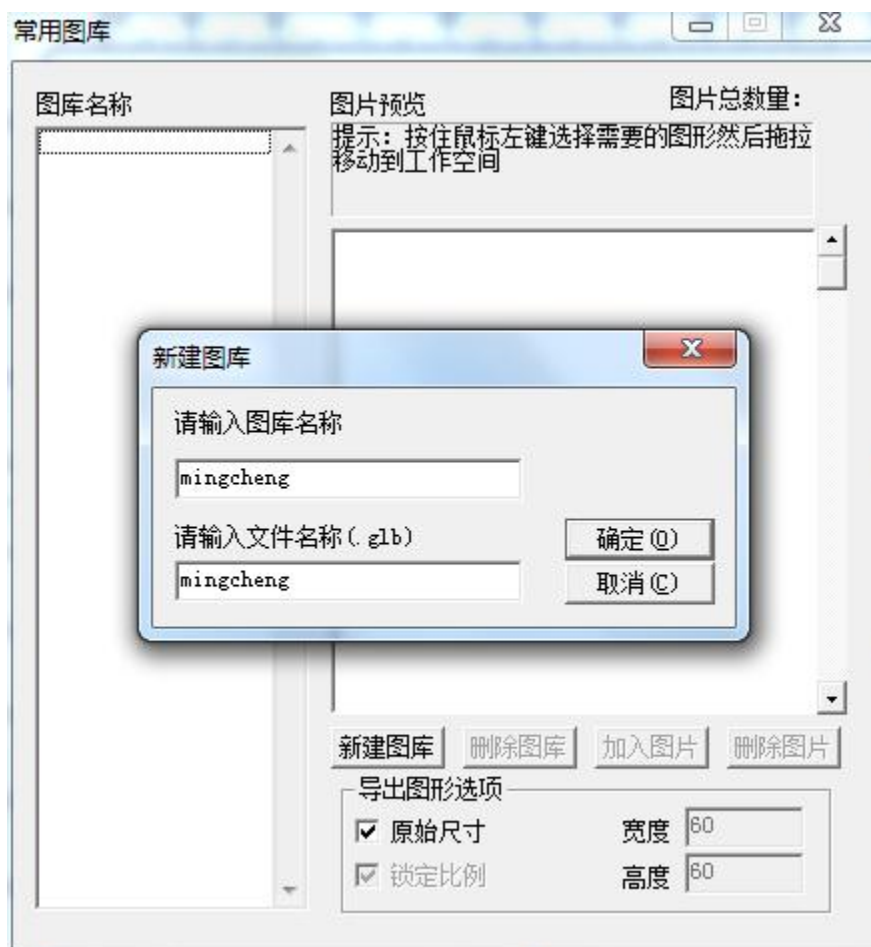 常用图库
图库名称
图片预览
图片总数量:
提示: 按住鼠标左键选择需要的图形然后拖拉
移动到工作空间
新建图库
请输入图库名称
mingcheng
请输入文件名称(.glb)
mingcheng
确定(O)
取消(C)
新建图库
删除图库
加入图片
删除图片
导出图形选项
原始尺寸
宽度 60
锁定比例
高度 60